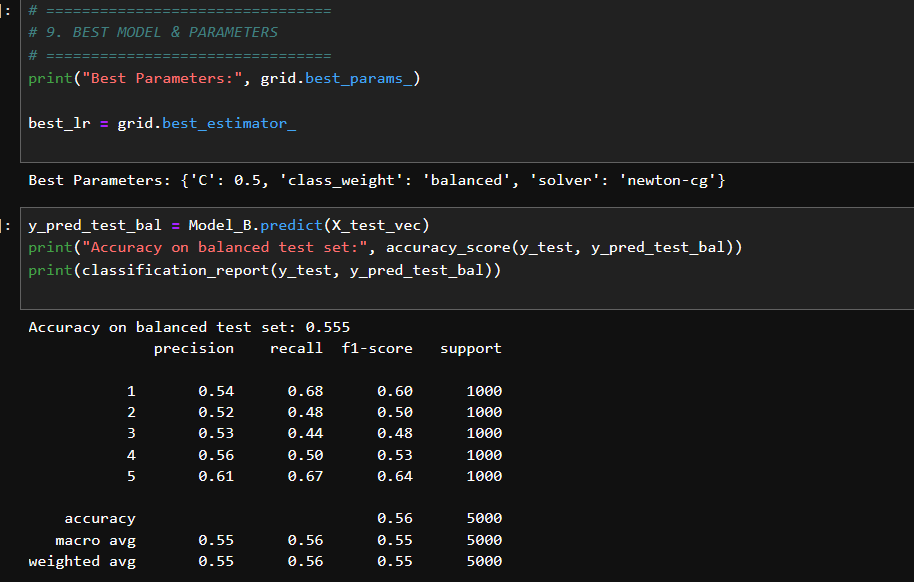 ]: # ================================
# 9. BEST MODEL & PARAMETERS
# ================================
print("Best Parameters:", grid.best_params_)
best_lr = grid.best_estimator_
Best Parameters: {'C': 0.5, 'class_weight': 'balanced', 'solver': 'newton-cg'}
]: y_pred_test_bal = Model_B.predict(X_test_vec)
print("Accuracy on balanced test set:", accuracy_score(y_test, y_pred_test_bal))
print(classification_report(y_test, y_pred_test_bal))
Accuracy on balanced test set: 0.555
precision recall f1-score support
1 0.54 0.68 0.60 1000
2 0.52 0.48 0.50 1000
3 0.53 0.44 0.48 1000
4 0.56 0.50 0.53 1000
5 0.61 0.67 0.64 1000
accuracy 0.56 5000
macro avg 0.55 0.56 0.55 5000
weighted avg 0.55 0.56 0.55 5000